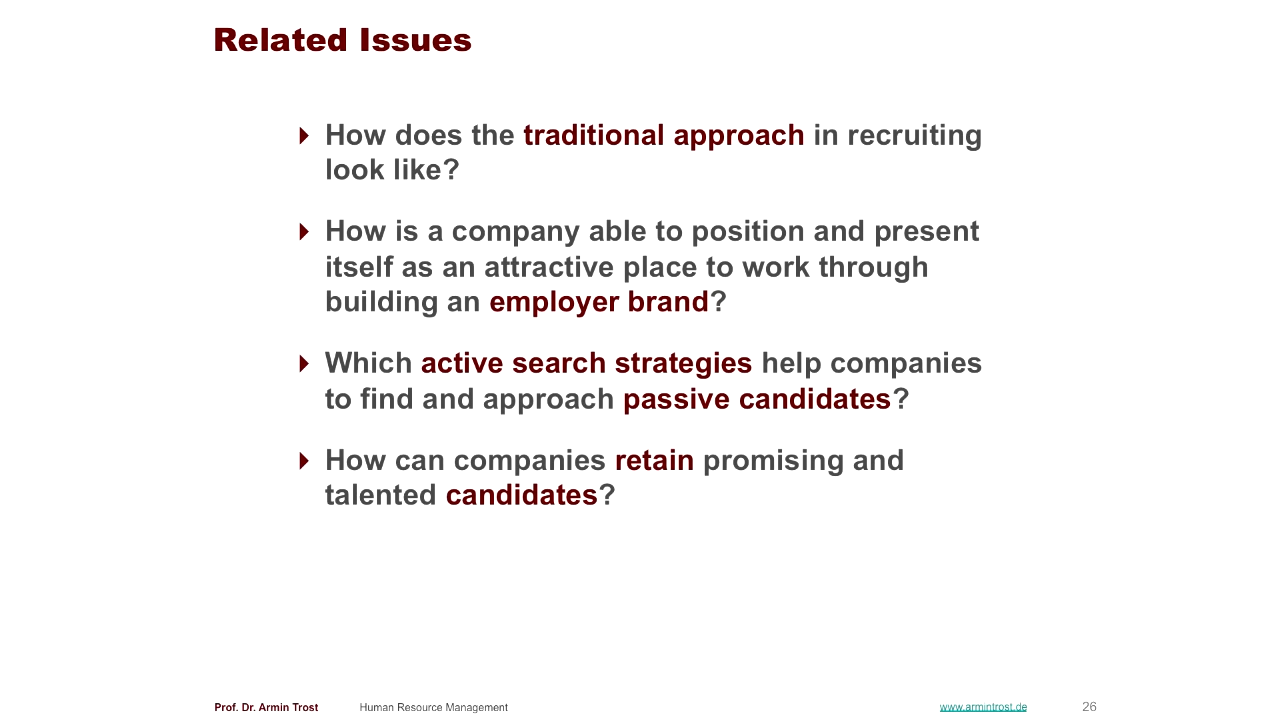 Related Issues
How does the traditional approach in recruiting
look like?
How is a company able to position and present
itself as an attractive place to work through
building an employer brand?
Which active search strategies help companies
to find and approach passive candidates?
How can companies retain promising and
talented candidates?
Prof. Dr. Armin Trost Human Resource Management www.armintrost.de 26